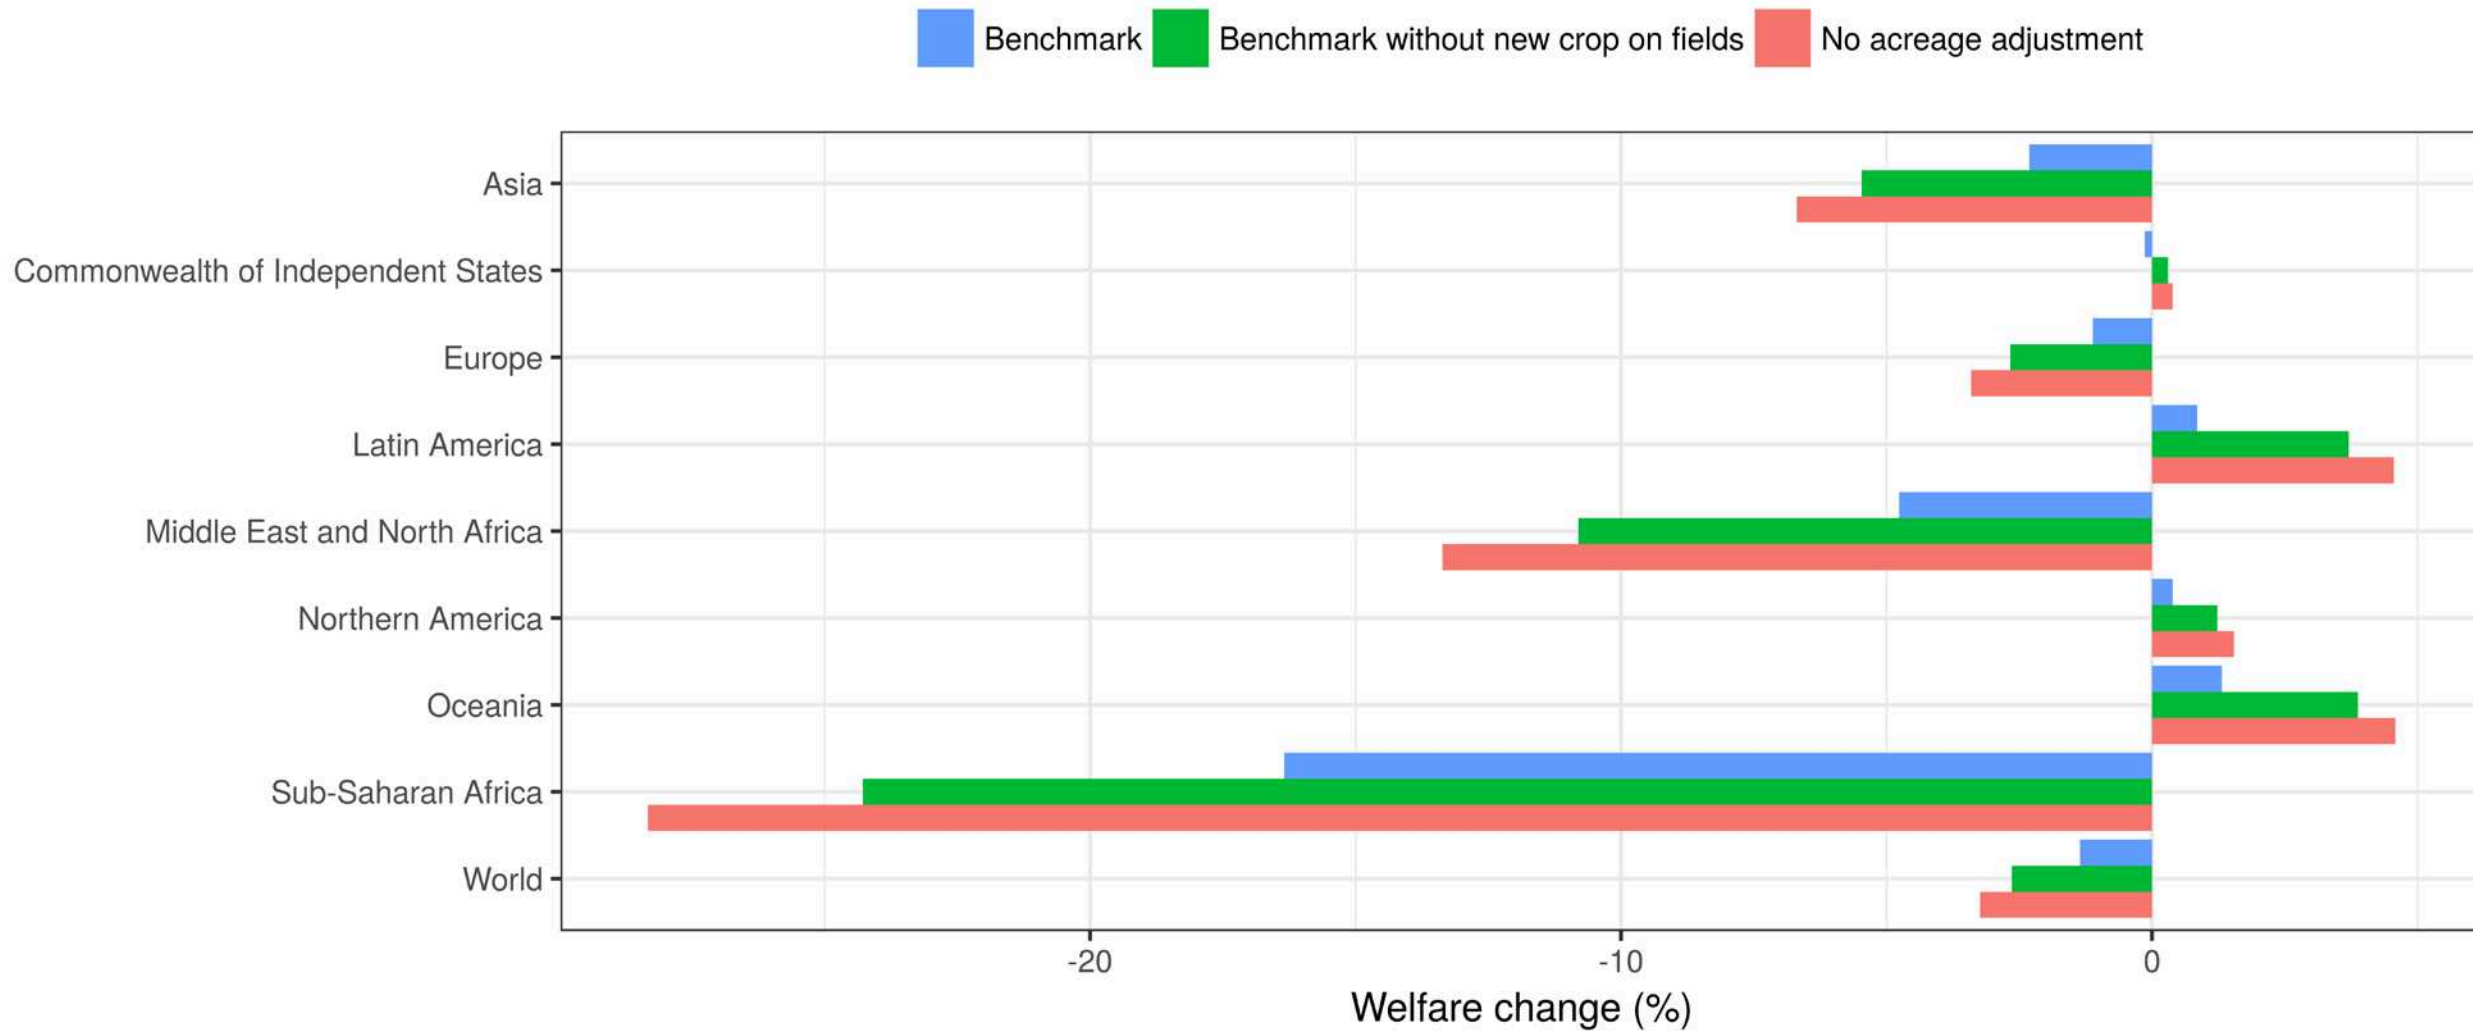 Benchmark Benchmark without new crop on fields No acreage adjustment
Asia
Commonwealth of Independent States
Europe
Latin America
Middle East and North Africa
Northern America
Oceania
Sub-Saharan Africa
World
-20 -10 0
Welfare change (%)